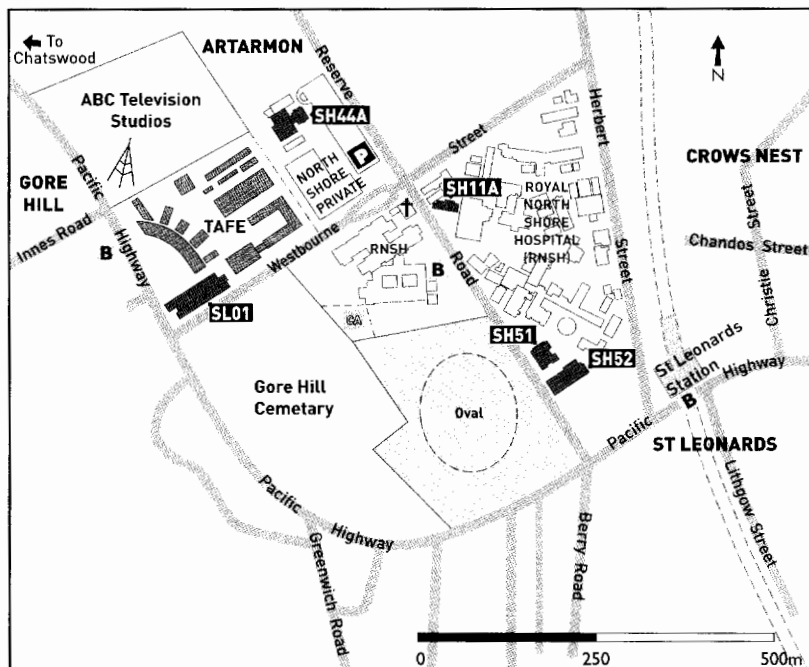 To
Chatswood
ARTARMON
N
Reserve
Road
ABC Television
Studios
SH44A
P
NORTH
SHORE
PRIVATE
Street
Herbert
Street
CROWS NEST
GORE
HILL
Pacific
Highway
Innes Road
B
TAFE
Westbourne
SH11A
ROYAL
NORTH
SHORE
HOSPITAL
(RNSH)
RNSH
B
Chandos Street
Christie Street
SL01
CA
SH51
SH52
St Leonards
Station
B
Pacific
Highway
ST LEONARDS
Gore Hill
Cemetary
Oval
Pacific
Highway
Greenwich Road
Berry Road
Lithgow Street
0
250
500m